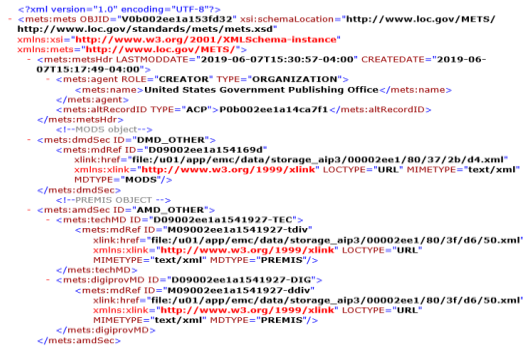 <?xml version="1.0" encoding="UTF-8"?>
- <mets:mets OBJID="V0b002ee1a153fd32" xsi:schemaLocation="http://www.loc.gov/METS/
http://www.loc.gov/standards/mets/mets.xsd"
xmlns:xsi="http://www.w3.org/2001/XMLSchema-instance"
xmlns:mets="http://www.loc.gov/METS/">
- <mets:metsHdr LASTMODDATE="2019-06-07T15:30:57-04:00" CREATEDATE="2019-06-
07T15:17:49-04:00">
- <mets:agent ROLE="CREATOR" TYPE="ORGANIZATION">
<mets:name>United States Government Publishing Office</mets:name>
</mets:agent>
<mets:altRecordID TYPE="ACP">P0b002ee1a14ca7f1</mets:altRecordID>
</mets:metsHdr>
<!--MODS object-->
- <mets:dmdSec ID="DMD_OTHER">
<mets:mdRef ID="D09002ee1a154169d"
xlink:href="file:/u01/app/emc/data/storage_aip3/00002ee1/80/37/2b/d4.xml"
xmlns:xlink="http://www.w3.org/1999/xlink" LOCTYPE="URL" MIMETYPE="text/xml"
MDTYPE="MODS"/>
</mets:dmdSec>
<!--PREMIS OBJECT -->
- <mets:amdSec ID="AMD_OTHER">
- <mets:techMD ID="D09002ee1a1541927-TEC">
<mets:mdRef ID="M09002ee1a1541927-tdiv"
xlink:href="file:/u01/app/emc/data/storage_aip3/00002ee1/80/3f/d6/50.xml"
xmlns:xlink="http://www.w3.org/1999/xlink" LOCTYPE="URL"
MIMETYPE="text/xml" MDTYPE="PREMIS"/>
</mets:techMD>
- <mets:digiprovMD ID="D09002ee1a1541927-DIG">
<mets:mdRef ID="M09002ee1a1541927-ddiv"
xlink:href="file:/u01/app/emc/data/storage_aip3/00002ee1/80/3f/d6/50.xml"
xmlns:xlink="http://www.w3.org/1999/xlink" LOCTYPE="URL"
MIMETYPE="text/xml" MDTYPE="PREMIS"/>
</mets:digiprovMD>
</mets:amdSec>